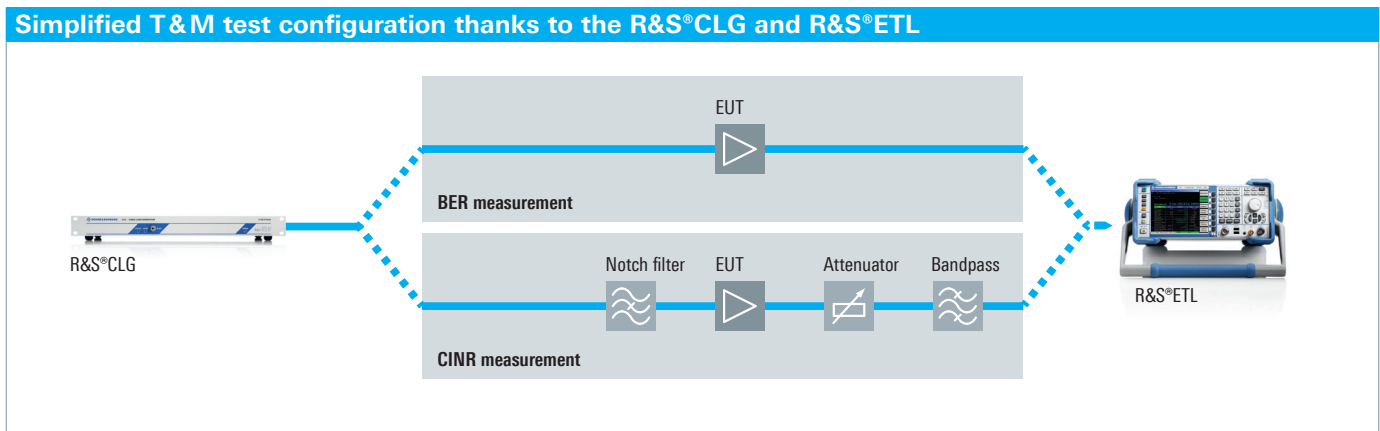 Simplified T&M test configuration thanks to the R&S®CLG and R&S®ETL
EUT
BER measurement
R&S®CLG
Notch filter
EUT
Attenuator
Bandpass
CINR measurement
R&S®ETL